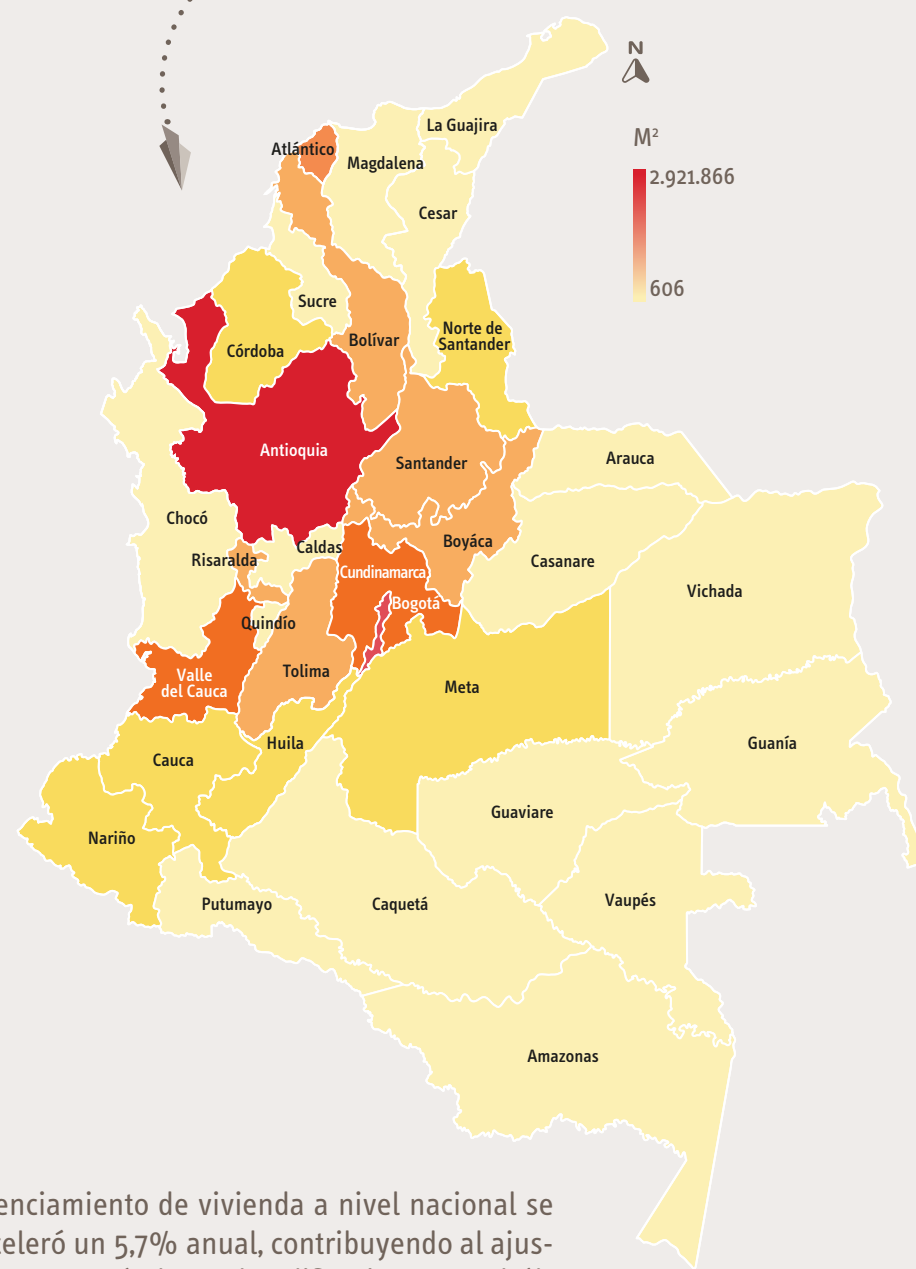 N
La Guajira
M²
Atlántico
Magdalena
2.921.866
Cesar
606
Sucre
Norte de
Santander
Bolívar
Córdoba
Antioquia
Santander
Arauca
Chocó
Boyáca
Caldas
Risaralda
Casanare
Cundinamarca
Vichada
Bogotá
Quindío
Tolima
Valle
del Cauca
Meta
Huila
Guanía
Cauca
Guaviare
Nariño
Vaupés
Putumayo
Caquetá
Amazonas
enciamiento de vivienda a nivel nacional se
eleró un 5,7% anual, contribuyendo al ajus-